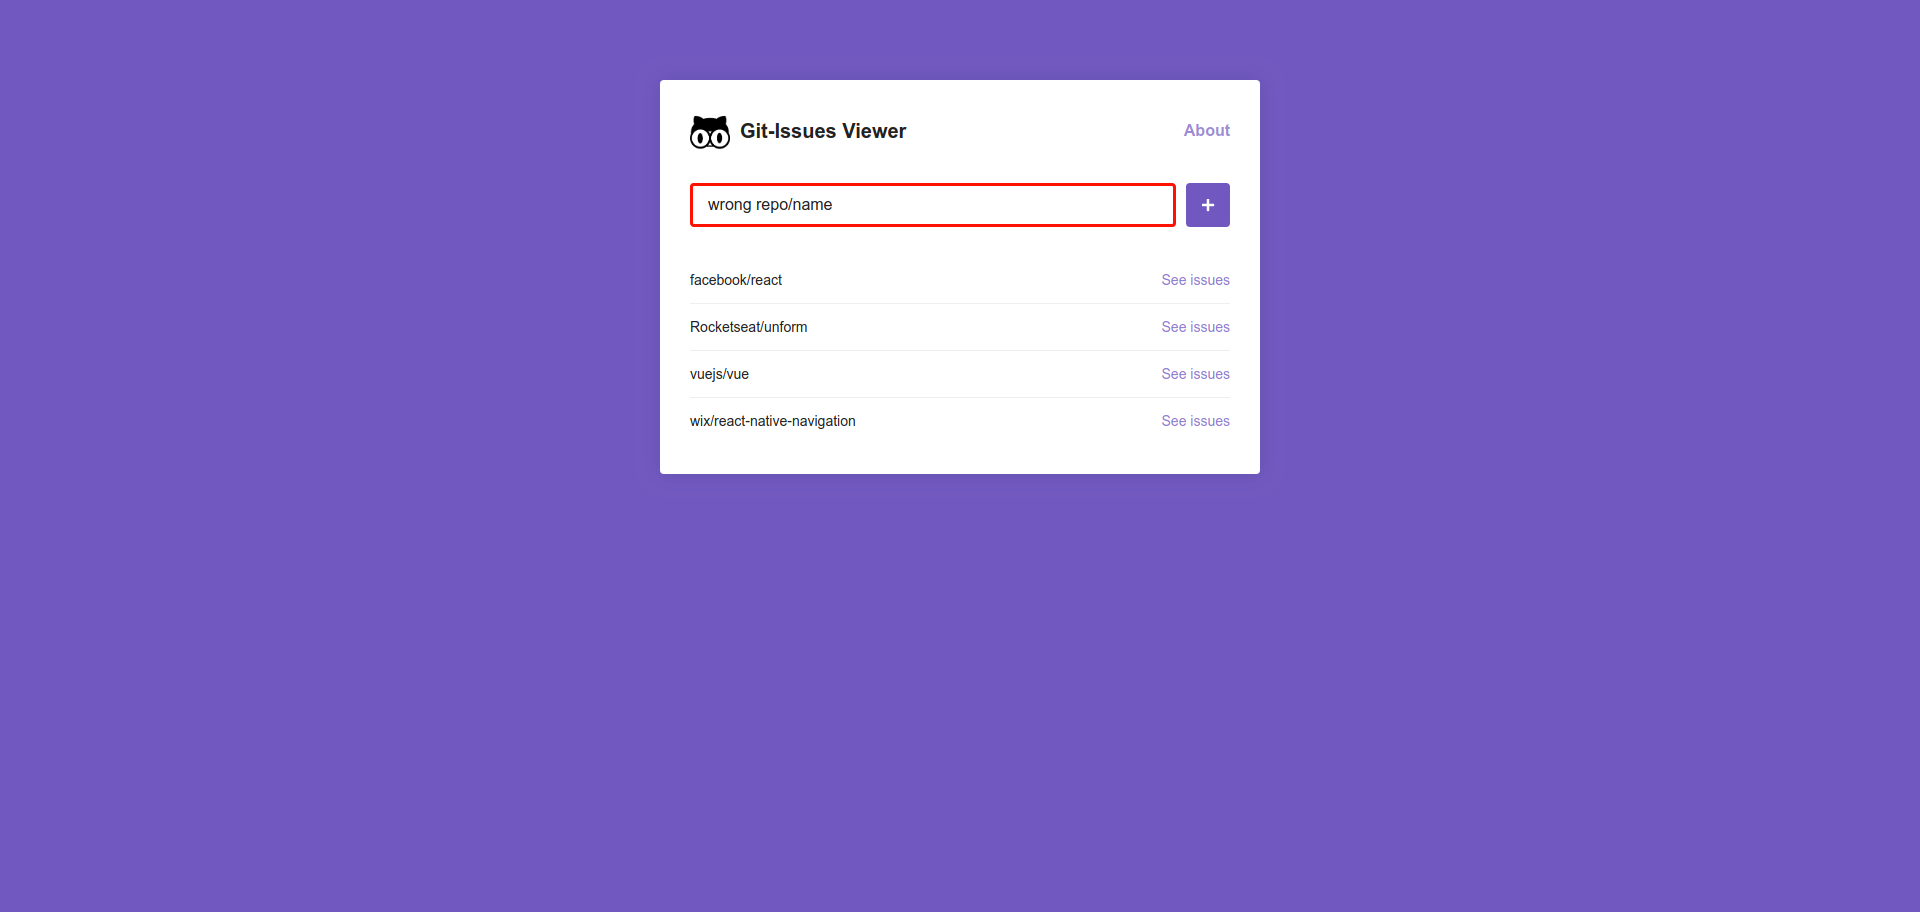 Git-Issues Viewer
About
wrong repo/name
+
facebook/react
See issues
Rocketseat/unform
See issues
vuejs/vue
See issues
wix/react-native-navigation
See issues